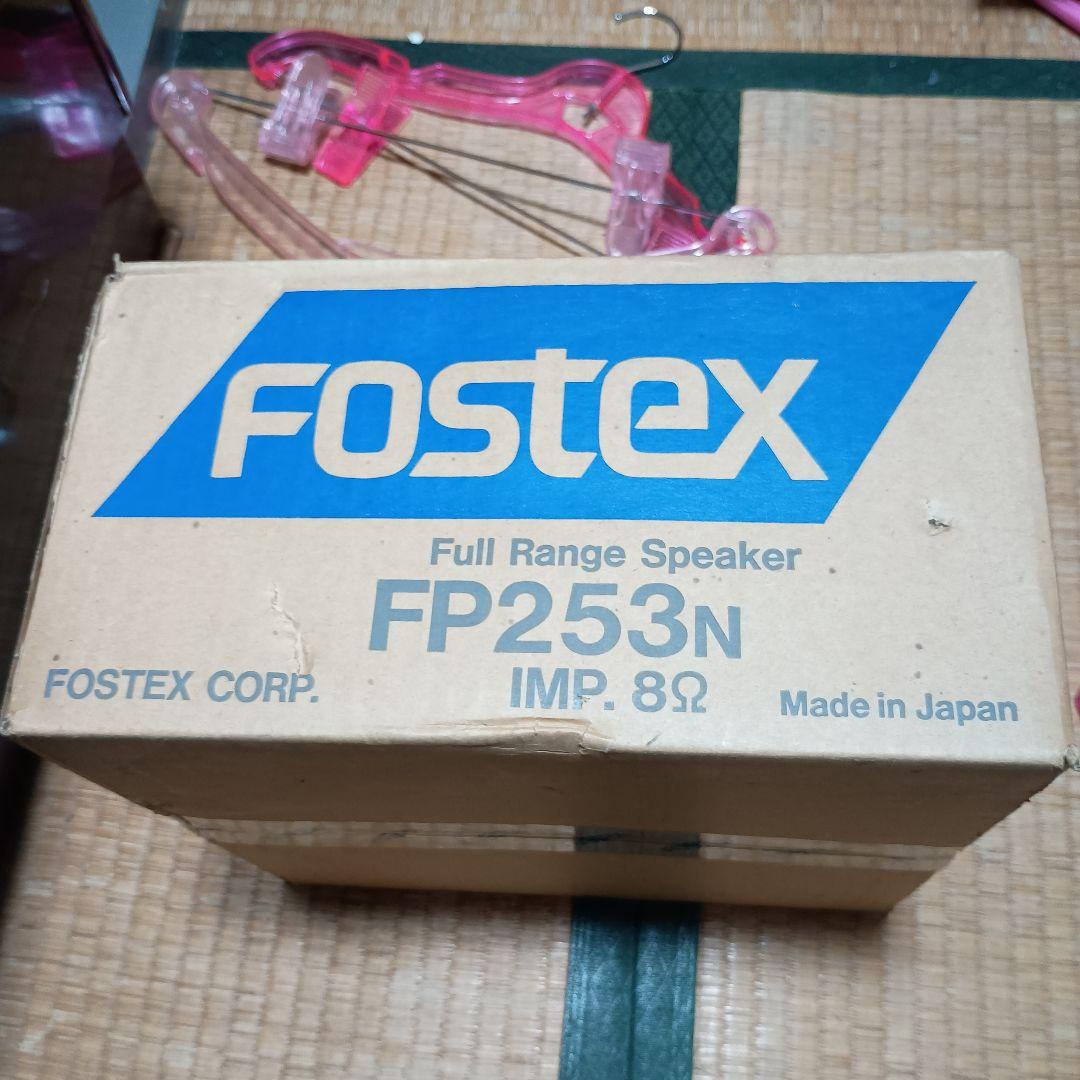 Fostex
Full Range Speaker
FP253N
IMP. 8Ω
FOSTEX CORP.
Made in Japan